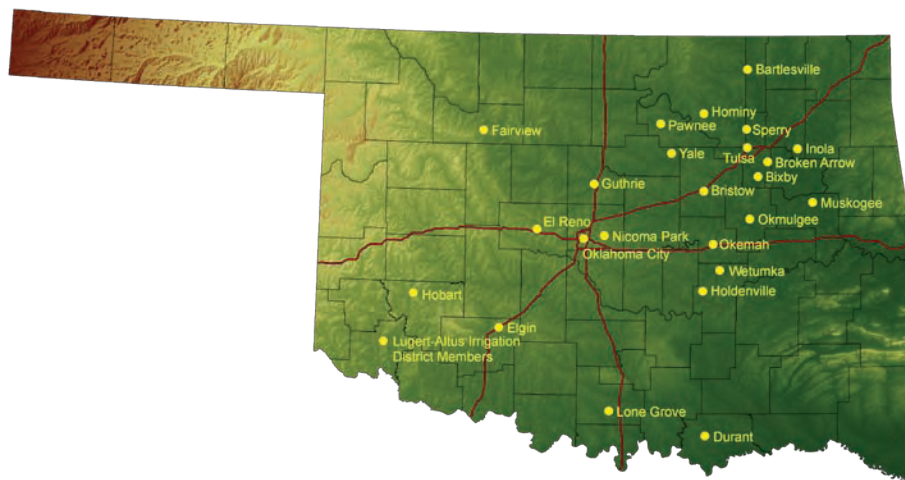 Bartlesville
Hominy
Pawnee
Sperry
Fairview
Tulsa
Inola
Yale
Broken Arrow
Bixby
Guthrie
Bristow
Muskogee
Okmulgee
El Reno
Nicoma Park
Okemah
Oklahoma City
Wetumka
Hobart
Holdenville
Elgin
Lugert-Altus Irrigation
District Members
Lone Grove
Durant